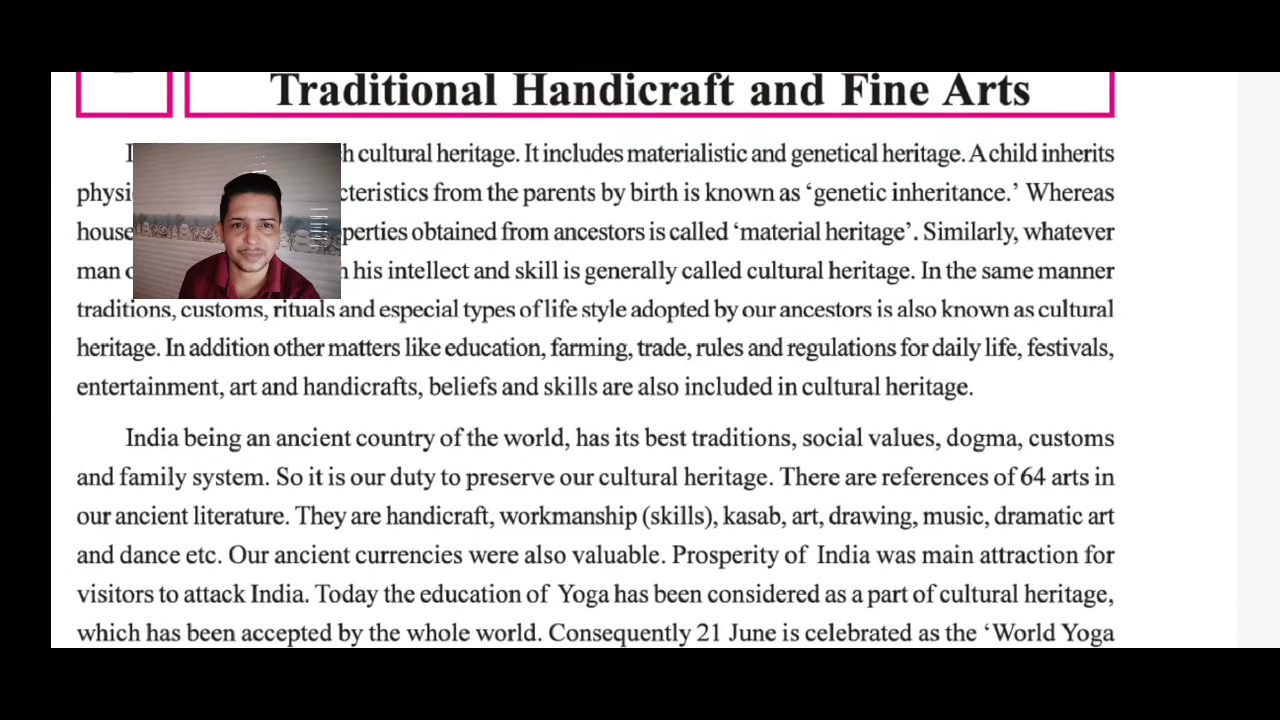 Traditional Handicraft and Fine Arts
cultural heritage. It includes materialistic and genetical heritage. A child inherits
from the parents by birth is known as ‘genetic inheritance.’ Whereas
obtained from ancestors is called ‘material heritage’. Similarly, whatever
man his intellect and skill is generally called cultural heritage. In the same manner
traditions, customs, rituals and especial types of life style adopted by our ancestors is also known as cultural
heritage. In addition other matters like education, farming, trade, rules and regulations for daily life, festivals,
entertainment, art and handicrafts, beliefs and skills are also included in cultural heritage.
India being an ancient country of the world, has its best traditions, social values, dogma, customs
and family system. So it is our duty to preserve our cultural heritage. There are references of 64 arts in
our ancient literature. They are handicraft, workmanship (skills), kasab, art, drawing, music, dramatic art
and dance etc. Our ancient currencies were also valuable. Prosperity of India was main attraction for
visitors to attack India. Today the education of Yoga has been considered as a part of cultural heritage,
which has been accepted by the whole world. Consequently 21 June is celebrated as the ‘World Yoga